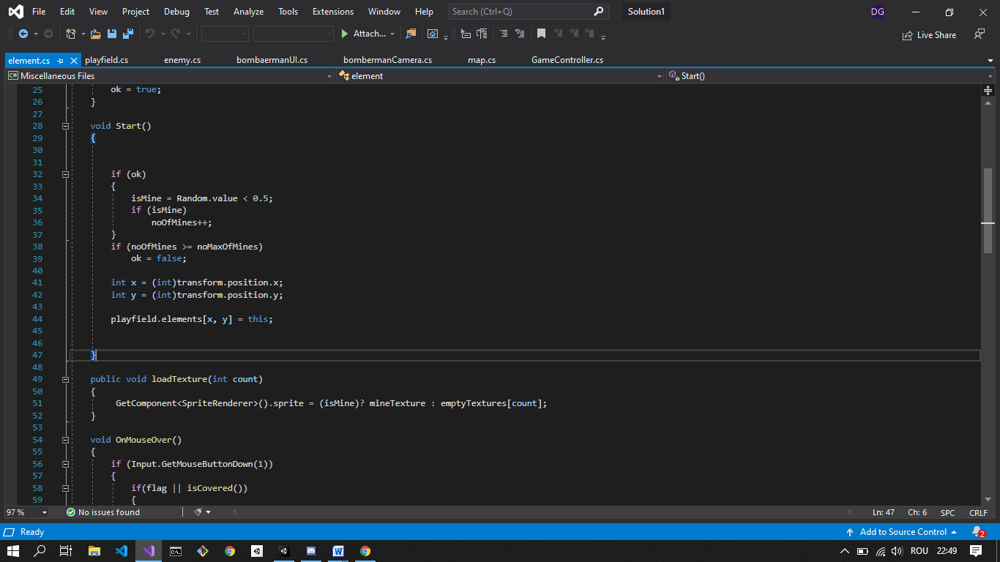 File Edit View Project Debug Test Analyze Tools Extensions Window Help Search (Ctrl+Q) Solution1 DG
Attach... Live Share
element.cs playfield.cs enemy.cs bombaermanUI.cs bombermanCamera.cs map.cs GameController.cs
C# Miscellaneous Files element Start()
25 ok = true;
26 }
27
28 void Start()
29 {
30
31
32 if (ok)
33 {
34 isMine = Random.value < 0.5;
35 if (isMine)
36 noOfMines++;
37 }
38 if (noOfMines >= noMaxOfMines)
39 ok = false;
40
41 int x = (int)transform.position.x;
42 int y = (int)transform.position.y;
43
44 playfield.elements[x, y] = this;
45
46
47 }
48
49 public void loadTexture(int count)
50 {
51 GetComponent<SpriteRenderer>().sprite = (isMine)? mineTexture : emptyTextures[count];
52 }
53
54 void OnMouseOver()
55 {
56 if (Input.GetMouseButtonDown(1))
57 {
58 if(flag || isCovered())
59 {
97 % No issues found Ln: 47 Ch: 6 SPC CRLF
Ready Add to Source Control 2
ROU 22:49